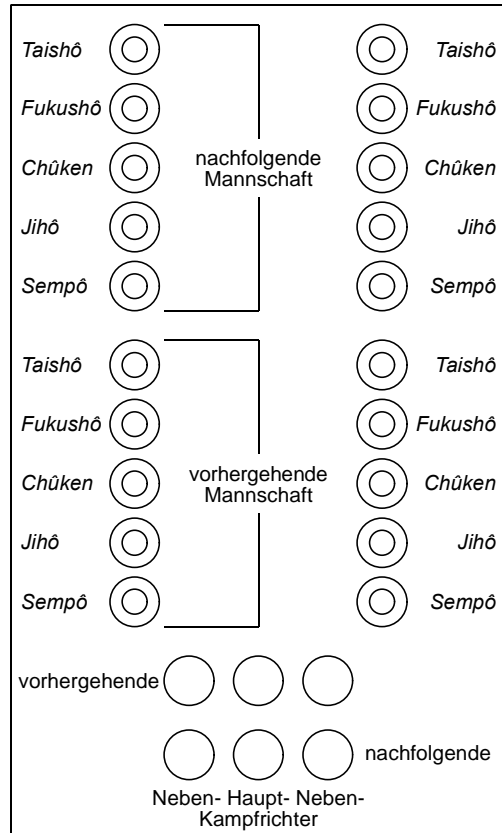 Taishô Taishô
Fukushô Fukushô
nachfolgende
Mannschaft
Chûken Chûken
Jihô Jihô
Sempô Sempô
Taishô Taishô
Fukushô Fukushô
vorhergehende
Mannschaft
Chûken Chûken
Jihô Jihô
Sempô Sempô
vorhergehende
nachfolgende
Neben- Haupt- Neben-
Kampfrichter